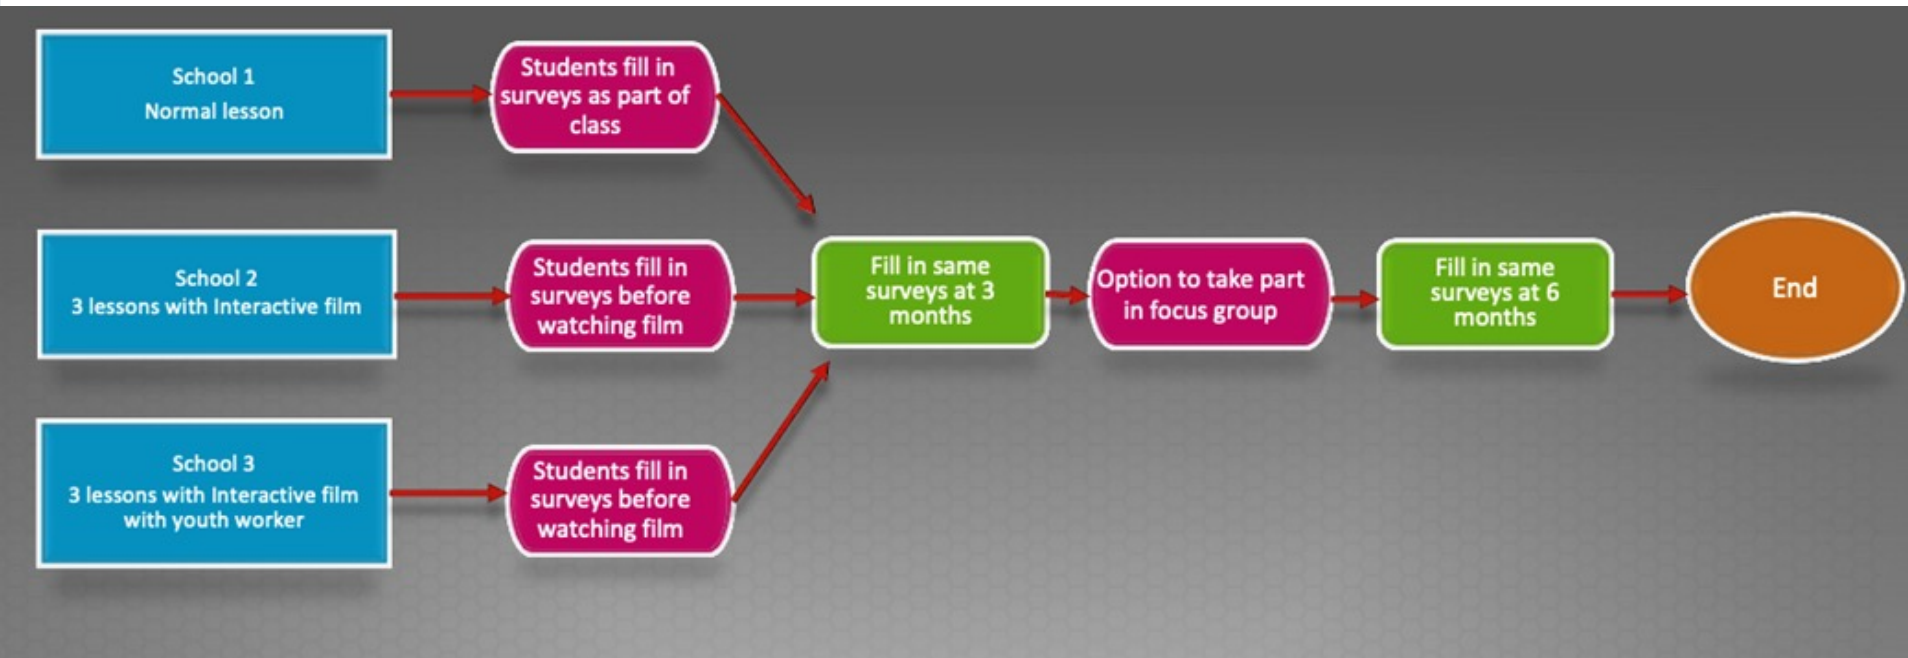 School 1
Normal lesson
Students fill in
surveys as part of
class
School 2
3 lessons with Interactive film
Students fill in
surveys before
watching film
School 3
3 lessons with Interactive film
with youth worker
Students fill in
surveys before
watching film
Fill in same
surveys at 3
months
Option to take part
in focus group
Fill in same
surveys at 6
months
End